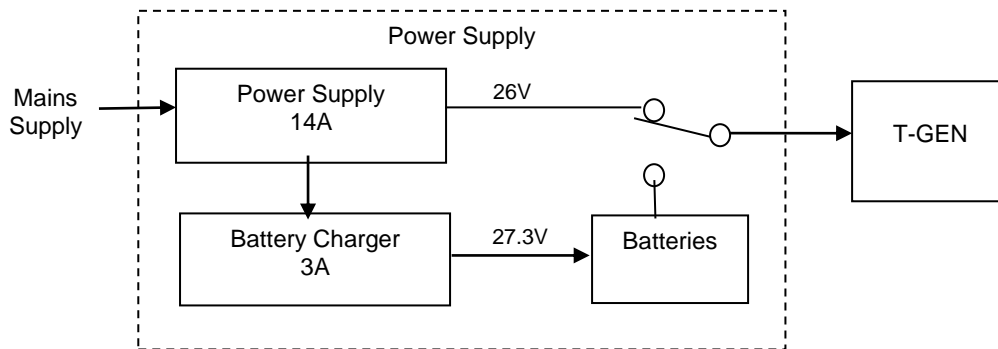 Power Supply
Mains
Supply
Power Supply
14A
26V
T-GEN
Battery Charger
3A
27.3V
Batteries